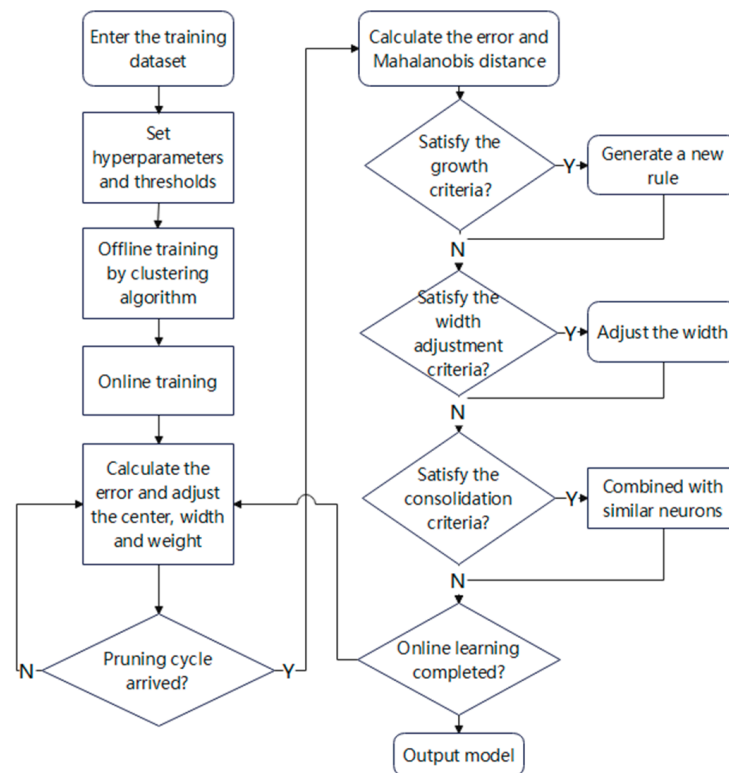 Enter the training
dataset
Set
hyperparameters
and thresholds
Offline training
by clustering
algorithm
Online training
Calculate the
error and adjust
the center, width
and weight
N
Pruning cycle
arrived?
Y
Calculate the error and
Mahalanobis distance
Satisfy the
growth
criteria?
Y
Generate a new
rule
N
Satisfy the
width
adjustment
criteria?
Y
Adjust the width
N
Satisfy the
consolidation
criteria?
Y
Combined with
similar neurons
N
Online learning
completed?
Output model